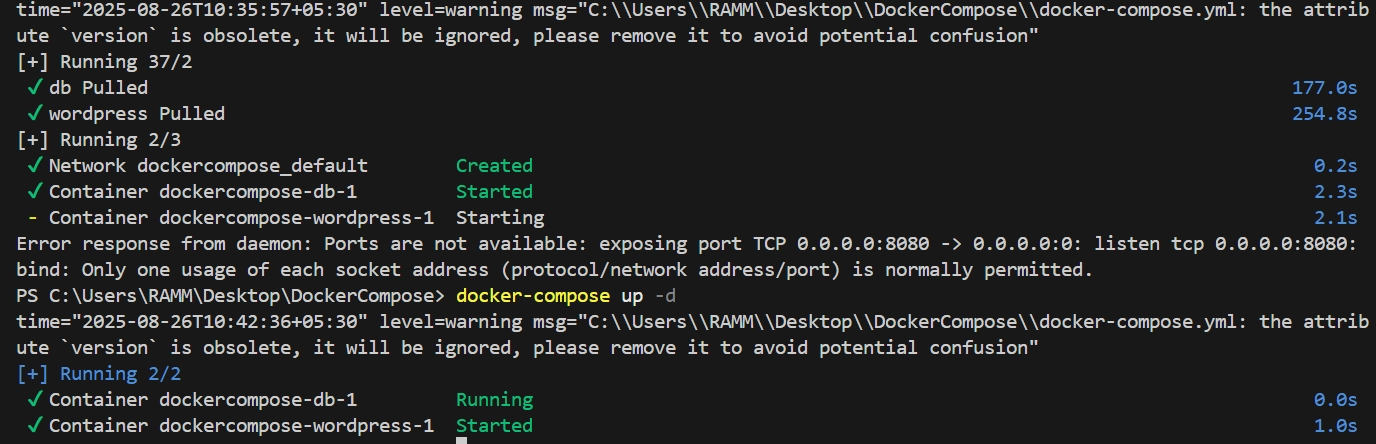 time="2025-08-26T10:35:57+05:30" level=warning msg="C:\\Users\\RAMM\\Desktop\\DockerCompose\\docker-compose.yml: the attrib
ute `version` is obsolete, it will be ignored, please remove it to avoid potential confusion"
[+] Running 37/2
✓ db Pulled 177.0s
✓ wordpress Pulled 254.8s
[+] Running 2/3
✓ Network dockercompose_default Created 0.2s
✓ Container dockercompose-db-1 Started 2.3s
- Container dockercompose-wordpress-1 Starting 2.1s
Error response from daemon: Ports are not available: exposing port TCP 0.0.0.0:8080 -> 0.0.0.0:0: listen tcp 0.0.0.0:8080:
bind: Only one usage of each socket address (protocol/network address/port) is normally permitted.
PS C:\Users\RAMM\Desktop\DockerCompose> docker-compose up -d
time="2025-08-26T10:42:36+05:30" level=warning msg="C:\\Users\\RAMM\\Desktop\\DockerCompose\\docker-compose.yml: the attrib
ute `version` is obsolete, it will be ignored, please remove it to avoid potential confusion"
[+] Running 2/2
✓ Container dockercompose-db-1 Running 0.0s
✓ Container dockercompose-wordpress-1 Started 1.0s